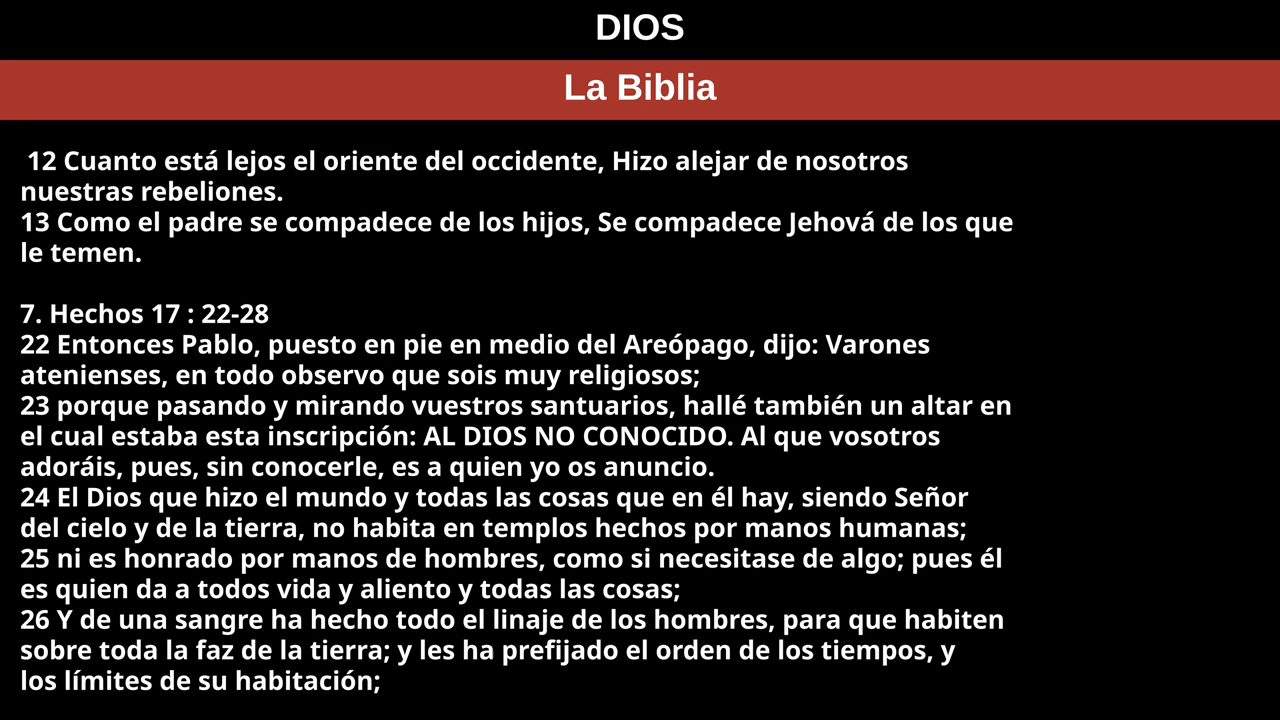 DIOS
La Biblia
12 Cuanto está lejos el oriente del occidente, Hizo alejar de nosotros
nuestras rebeliones.
13 Como el padre se compadece de los hijos, Se compadece Jehová de los que
le temen.
7. Hechos 17 : 22-28
22 Entonces Pablo, puesto en pie en medio del Areópago, dijo: Varones
atenienses, en todo observo que sois muy religiosos;
23 porque pasando y mirando vuestros santuarios, hallé también un altar en
el cual estaba esta inscripción: AL DIOS NO CONOCIDO. Al que vosotros
adoráis, pues, sin conocerle, es a quien yo os anuncio.
24 El Dios que hizo el mundo y todas las cosas que en él hay, siendo Señor
del cielo y de la tierra, no habita en templos hechos por manos humanas;
25 ni es honrado por manos de hombres, como si necesitase de algo; pues él
es quien da a todos vida y aliento y todas las cosas;
26 Y de una sangre ha hecho todo el linaje de los hombres, para que habiten
sobre toda la faz de la tierra; y les ha prefijado el orden de los tiempos, y
los límites de su habitación;